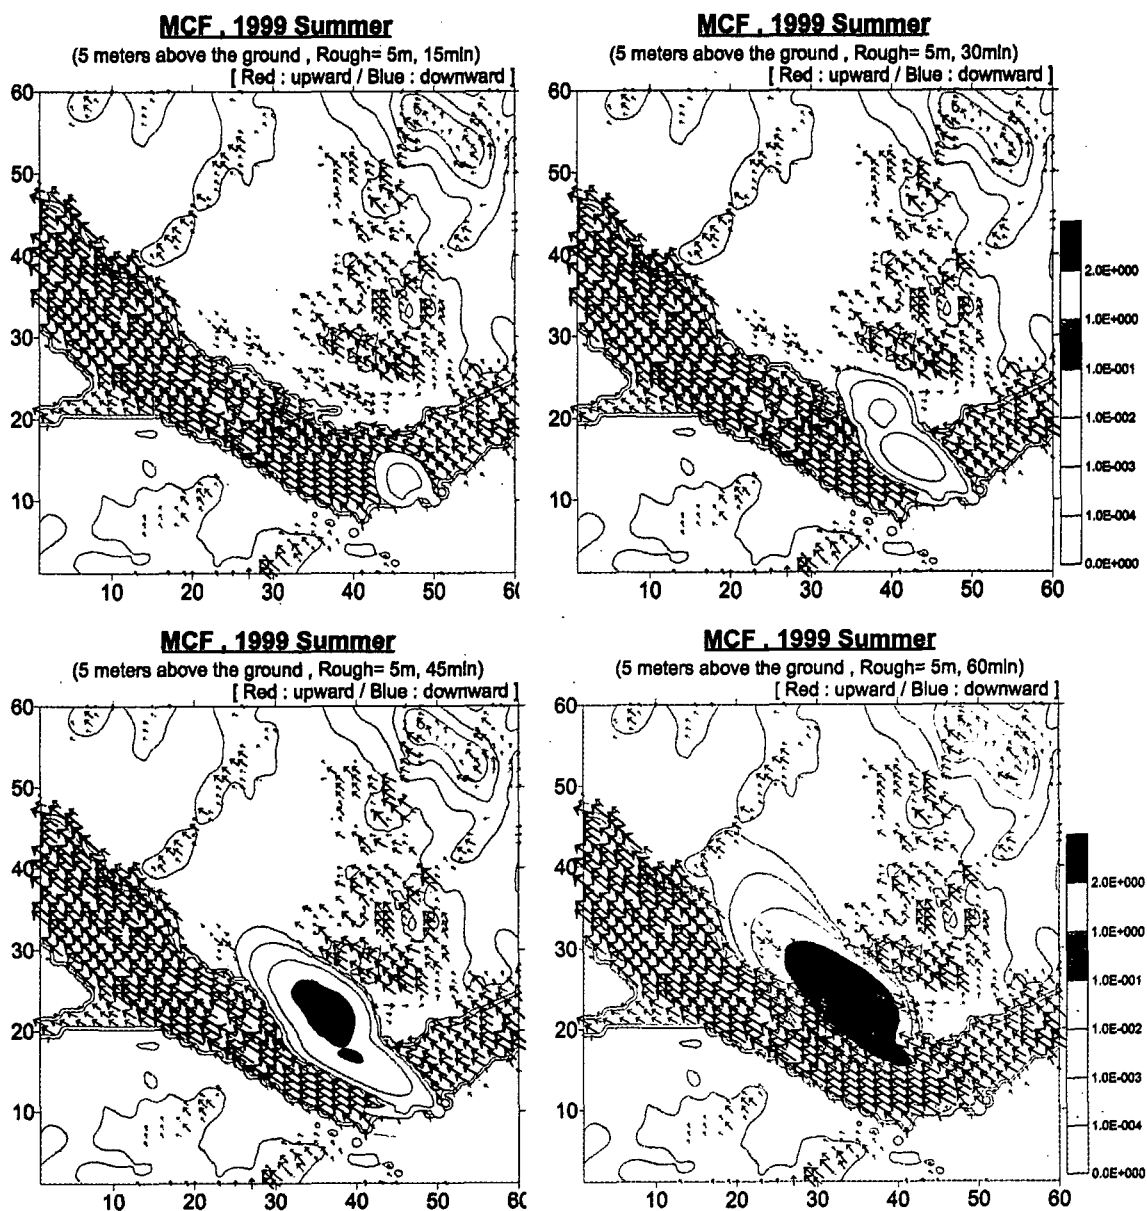 MCF , 1999 Summer
(5 meters above the ground , Rough= 5m, 15min)
[ Red : upward / Blue : downward ]
60
50
40
30
20
10
10 20 30 40 50 60
MCF , 1999 Summer
(5 meters above the ground , Rough= 5m, 30min)
[ Red : upward / Blue : downward ]
60
50
40
30
20
10
10 20 30 40 50 60
2.0E+000
1.0E+000
1.0E-001
1.0E-002
1.0E-003
1.0E-004
0.0E+000
MCF , 1999 Summer
(5 meters above the ground , Rough= 5m, 45min)
[ Red : upward / Blue : downward ]
60
50
40
30
20
10
10 20 30 40 50 60
MCF , 1999 Summer
(5 meters above the ground , Rough= 5m, 60min)
[ Red : upward / Blue : downward ]
60
50
40
30
20
10
10 20 30 40 50 60
2.0E+000
1.0E+000
1.0E-001
1.0E-002
1.0E-003
1.0E-004
0.0E+000